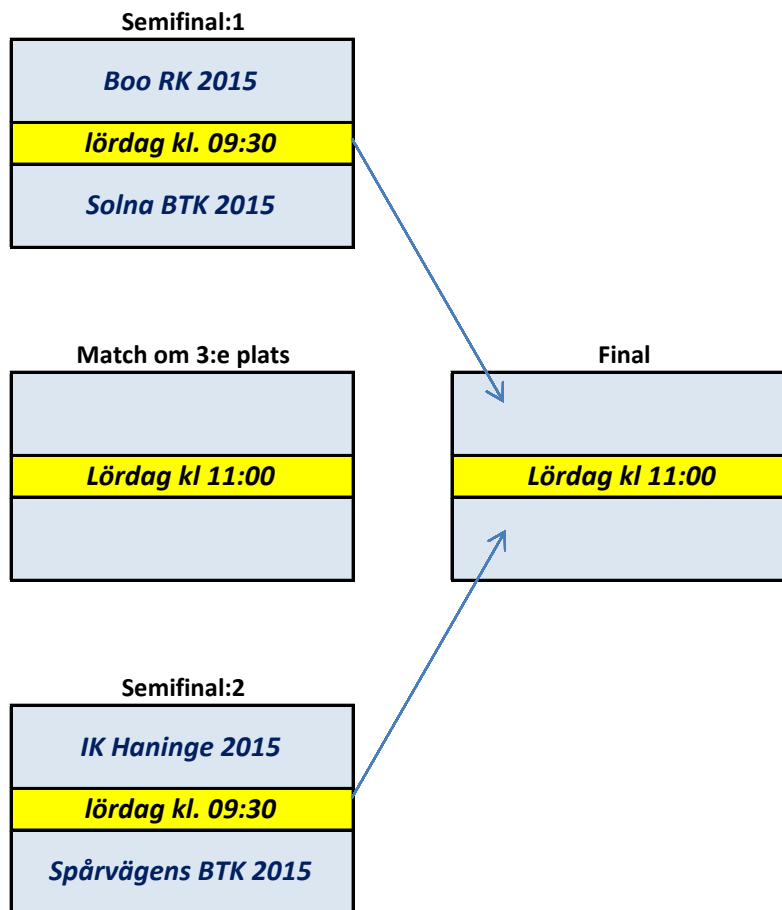 Semifinal:1
Boo RK 2015
lördag kl. 09:30
Solna BTK 2015
Match om 3:e plats
Lördag kl 11:00
Final
Lördag kl 11:00
Semifinal:2
IK Haninge 2015
lördag kl. 09:30
Spårvägens BTK 2015